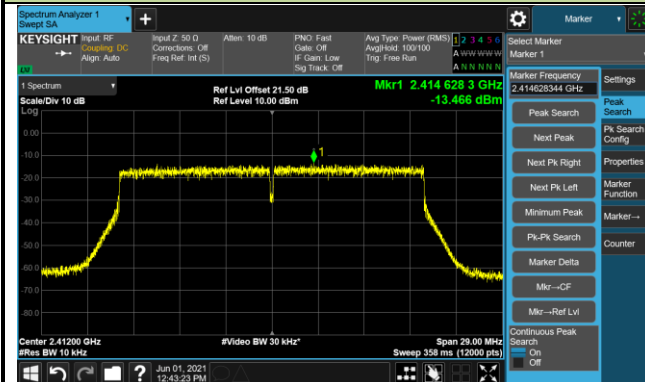 Spectrum Analyzer 1
Swept SA
+
Marker
KEYSIGHT
Input: RF
Coupling: DC
Align: Auto
Input Z: 50 Ω
Corrections: Off
Freq Ref: Int (S)
Atten: 10 dB
PNO: Fast
Gate: Off
IF Gain: Low
Sig Track: Off
Avg Type: Power (RMS)
Avg|Hold: 100/100
Trig: Free Run
1 2 3 4 5 6
A W W W W W
A N N N N N
LN
1 Spectrum
Scale/Div 10 dB
Log
Ref Lvl Offset 21.50 dB
Ref Level 10.00 dBm
Mkr1 2.414 628 3 GHz
-13.466 dBm
0.00
-10.0
-20.0
-30.0
-40.0
-50.0
-60.0
-70.0
-80.0
1
Center 2.41200 GHz
#Res BW 10 kHz
#Video BW 30 kHz*
Span 29.00 MHz
Sweep 358 ms (12000 pts)
?
Jun 01, 2021
12:43:23 PM
Select Marker
Marker 1
Marker Frequency
2.414628344 GHz
Peak Search
Next Peak
Next Pk Right
Next Pk Left
Minimum Peak
Pk-Pk Search
Marker Delta
Mkr→CF
Mkr→Ref Lvl
Continuous Peak
Search
On
Off
Settings
Peak
Search
Pk Search
Config
Properties
Marker
Function
Marker→
Counter